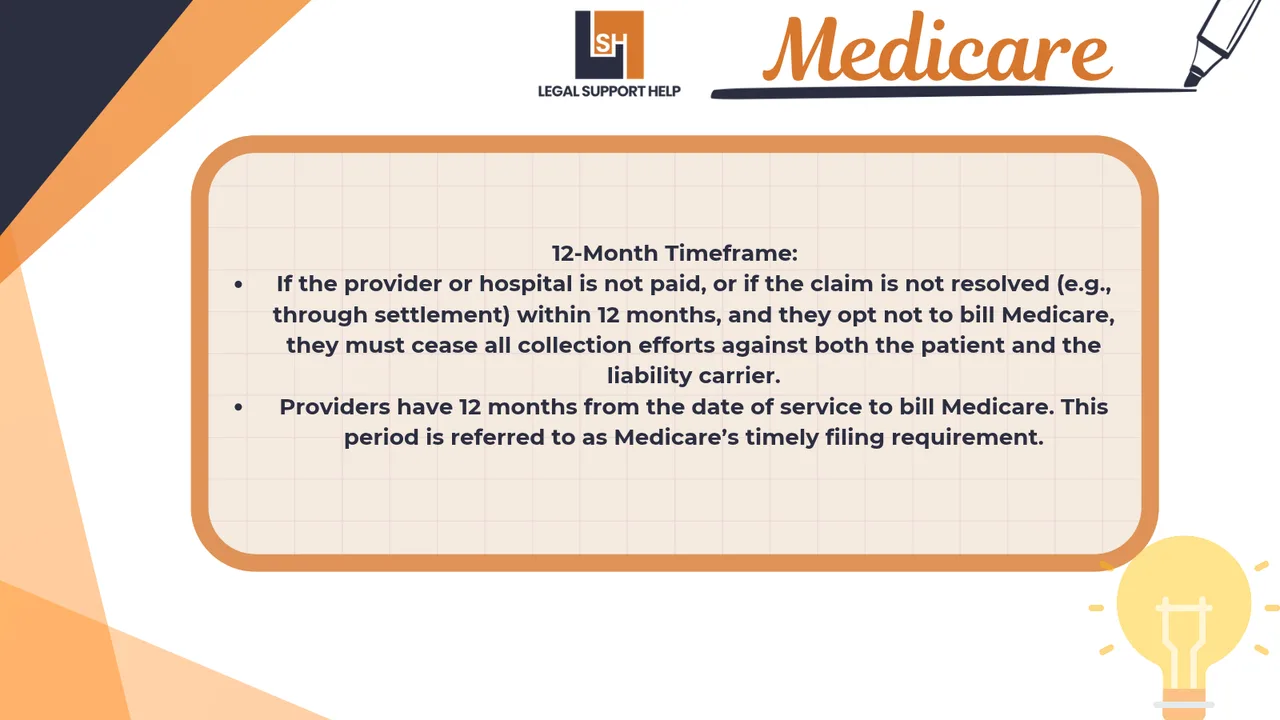 LSH
LEGAL SUPPORT HELP
Medicare
12-Month Timeframe:
• If the provider or hospital is not paid, or if the claim is not resolved (e.g.,
through settlement) within 12 months, and they opt not to bill Medicare,
they must cease all collection efforts against both the patient and the
liability carrier.
• Providers have 12 months from the date of service to bill Medicare. This
period is referred to as Medicare’s timely filing requirement.